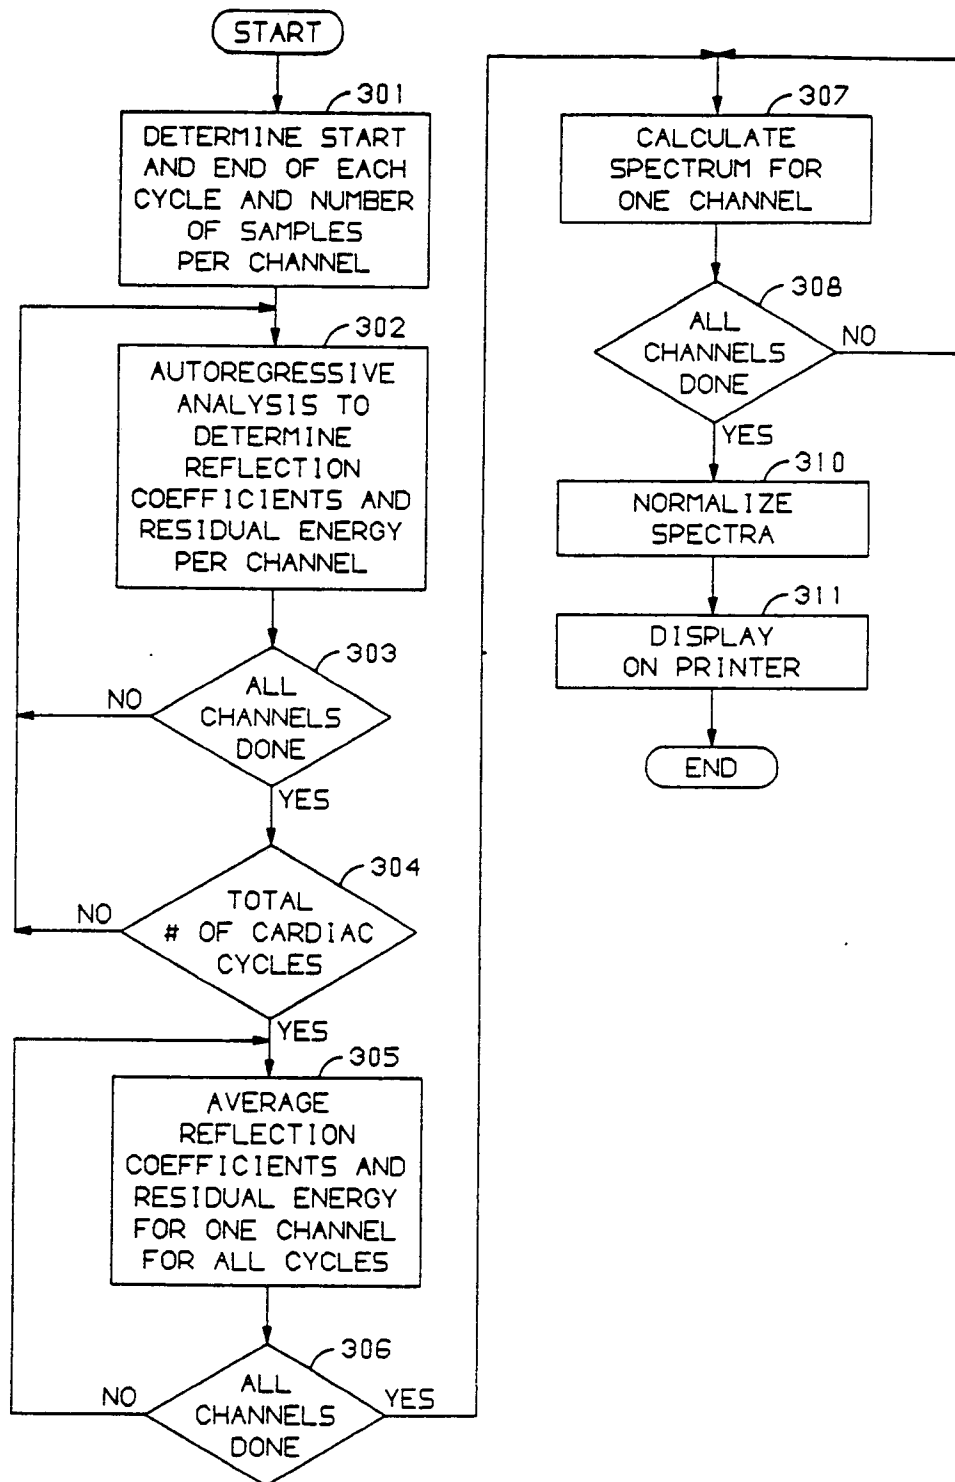 START
301
DETERMINE START
AND END OF EACH
CYCLE AND NUMBER
OF SAMPLES
PER CHANNEL
302
AUTOREGRESSIVE
ANALYSIS TO
DETERMINE
REFLECTION
COEFFICIENTS AND
RESIDUAL ENERGY
PER CHANNEL
303
ALL
CHANNELS
DONE
NO
YES
304
TOTAL
# OF CARDIAC
CYCLES
NO
YES
305
AVERAGE
REFLECTION
COEFFICIENTS AND
RESIDUAL ENERGY
FOR ONE CHANNEL
FOR ALL CYCLES
306
ALL
CHANNELS
DONE
NO
YES
307
CALCULATE
SPECTRUM FOR
ONE CHANNEL
308
ALL
CHANNELS
DONE
NO
YES
310
NORMALIZE
SPECTRA
311
DISPLAY
ON PRINTER
END